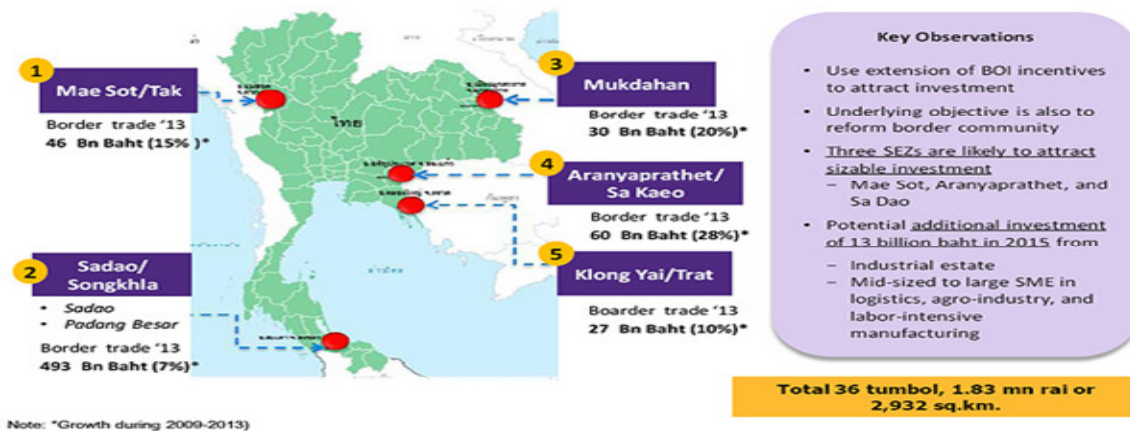 1
Mae Sot/Tak
Border trade '13
46 Bn Baht (15%)*
2
Sadao/
Songkhla
• Sadao
• Padang Besar
Border trade '13
493 Bn Baht (7%)*
ไทย
3
Mukdahan
Border trade '13
30 Bn Baht (20%)*
4
Aranyaprathet/
Sa Kaeo
Border trade '13
60 Bn Baht (28%)*
5
Klong Yai/Trat
Boarder trade '13
27 Bn Baht (10%)*
Key Observations
• Use extension of BOI incentives
to attract investment
• Underlying objective is also to
reform border community
• Three SEZs are likely to attract
sizable investment
– Mae Sot, Aranyaprathet, and
Sa Dao
• Potential additional investment
of 13 billion baht in 2015 from
– Industrial estate
– Mid-sized to large SME in
logistics, agro-industry, and
labor-intensive
manufacturing
Total 36 tumbol, 1.83 mn rai or
2,932 sq.km.
Note: *Growth during 2009-2013)